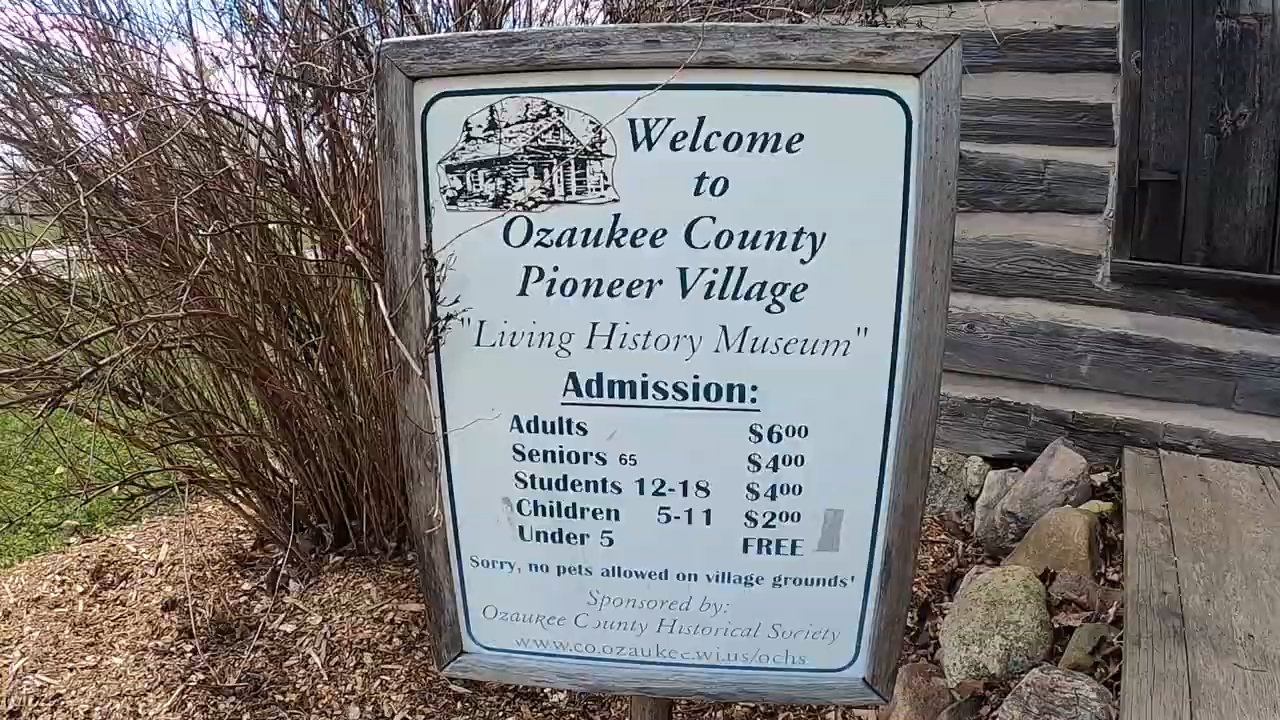 Welcome
to
Ozaukee County
Pioneer Village
"Living History Museum"
Admission:
Adults $600
Seniors 65 $400
Students 12-18 $400
Children 5-11 $200
Under 5 FREE
Sorry, no pets allowed on village grounds'
Sponsored by:
Ozaukee County Historical Society
www.co.ozaukee.wi.us/ochs